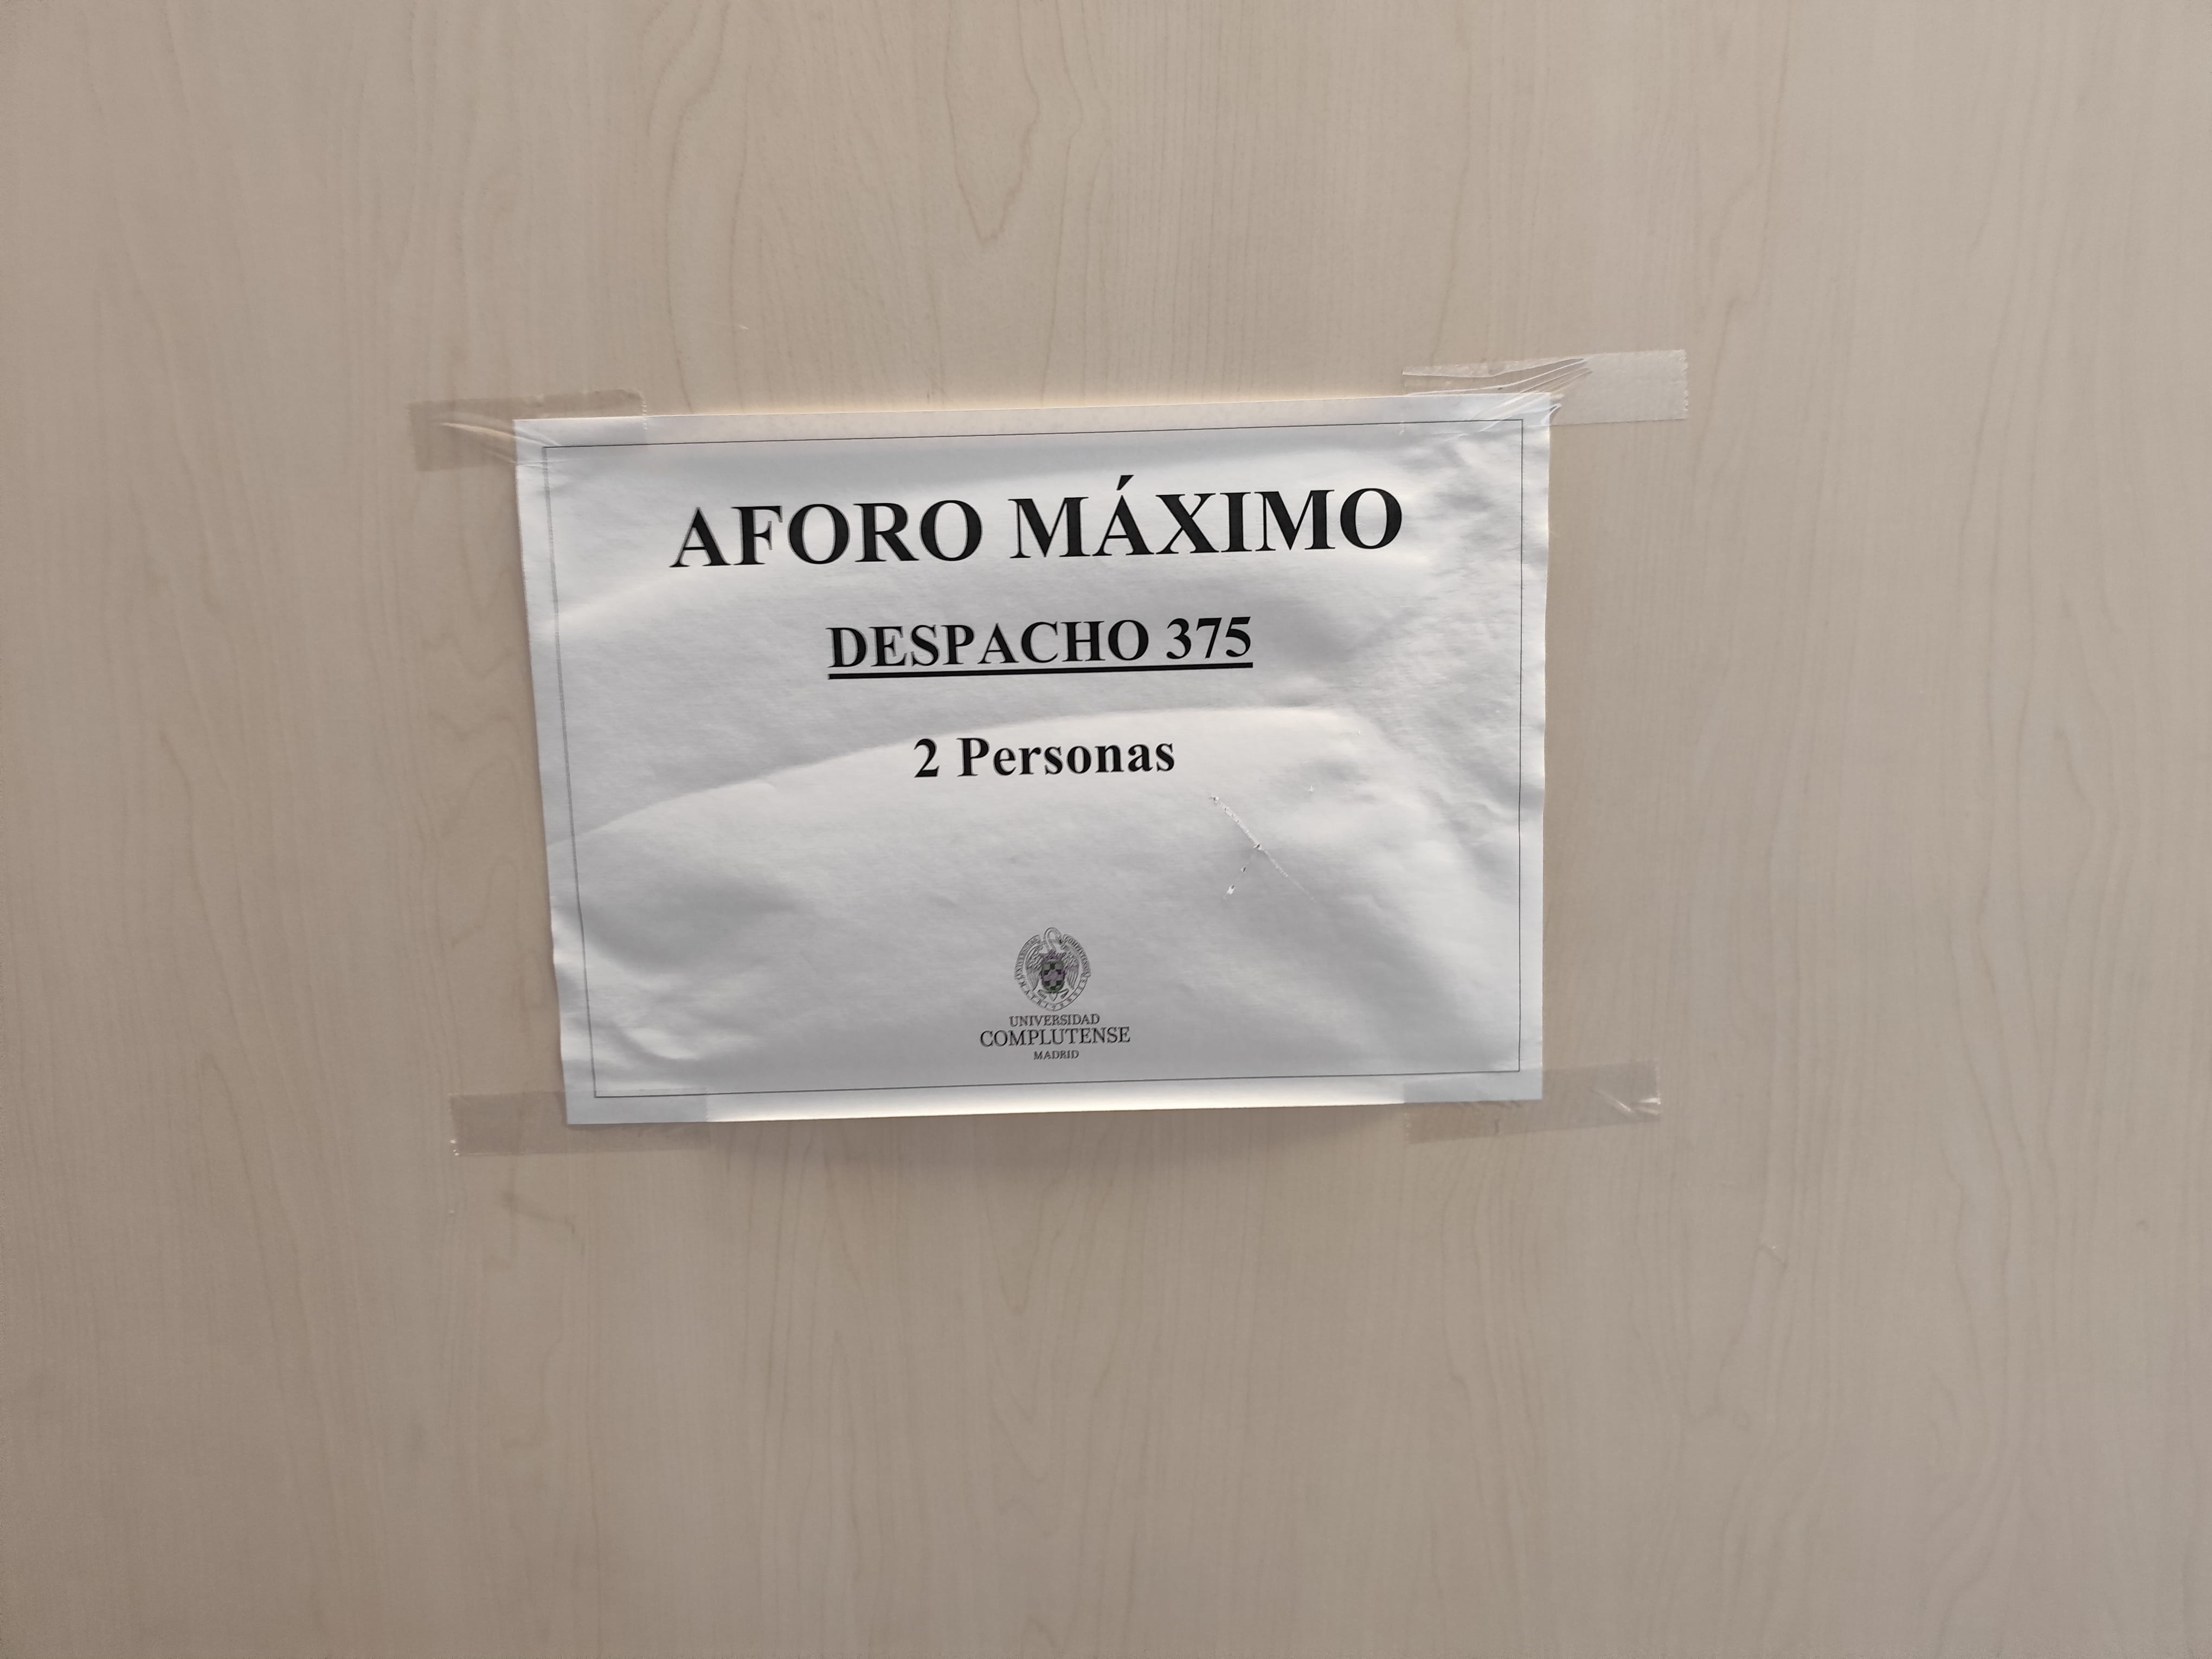 AFORO MÁXIMO
DESPACHO 375
2 Personas
UNIVERSIDAD
COMPLUTENSE
MADRID